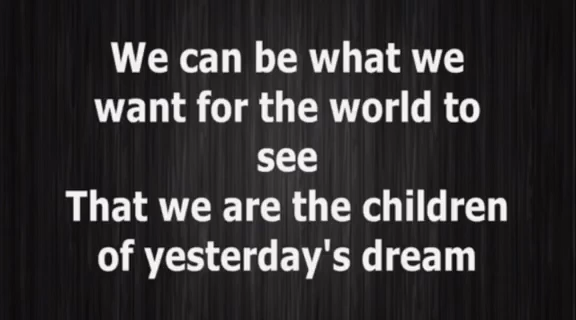 We can be what we
want for the world to
see
That we are the children
of yesterday's dream